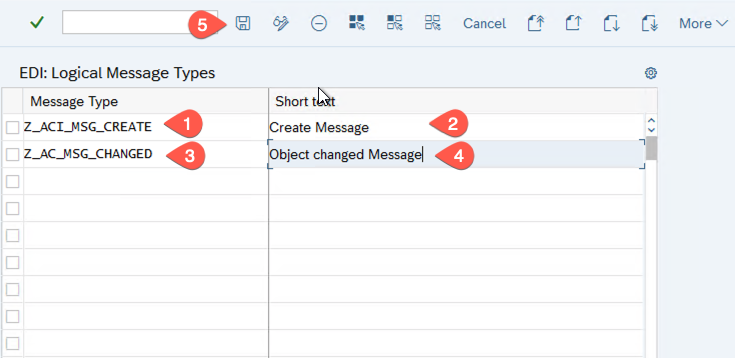 5 Cancel More
EDI: Logical Message Types
Message Type Short text
Z_ACI_MSG_CREATE 1 Create Message 2
Z_AC_MSG_CHANGED 3 Object changed Message 4